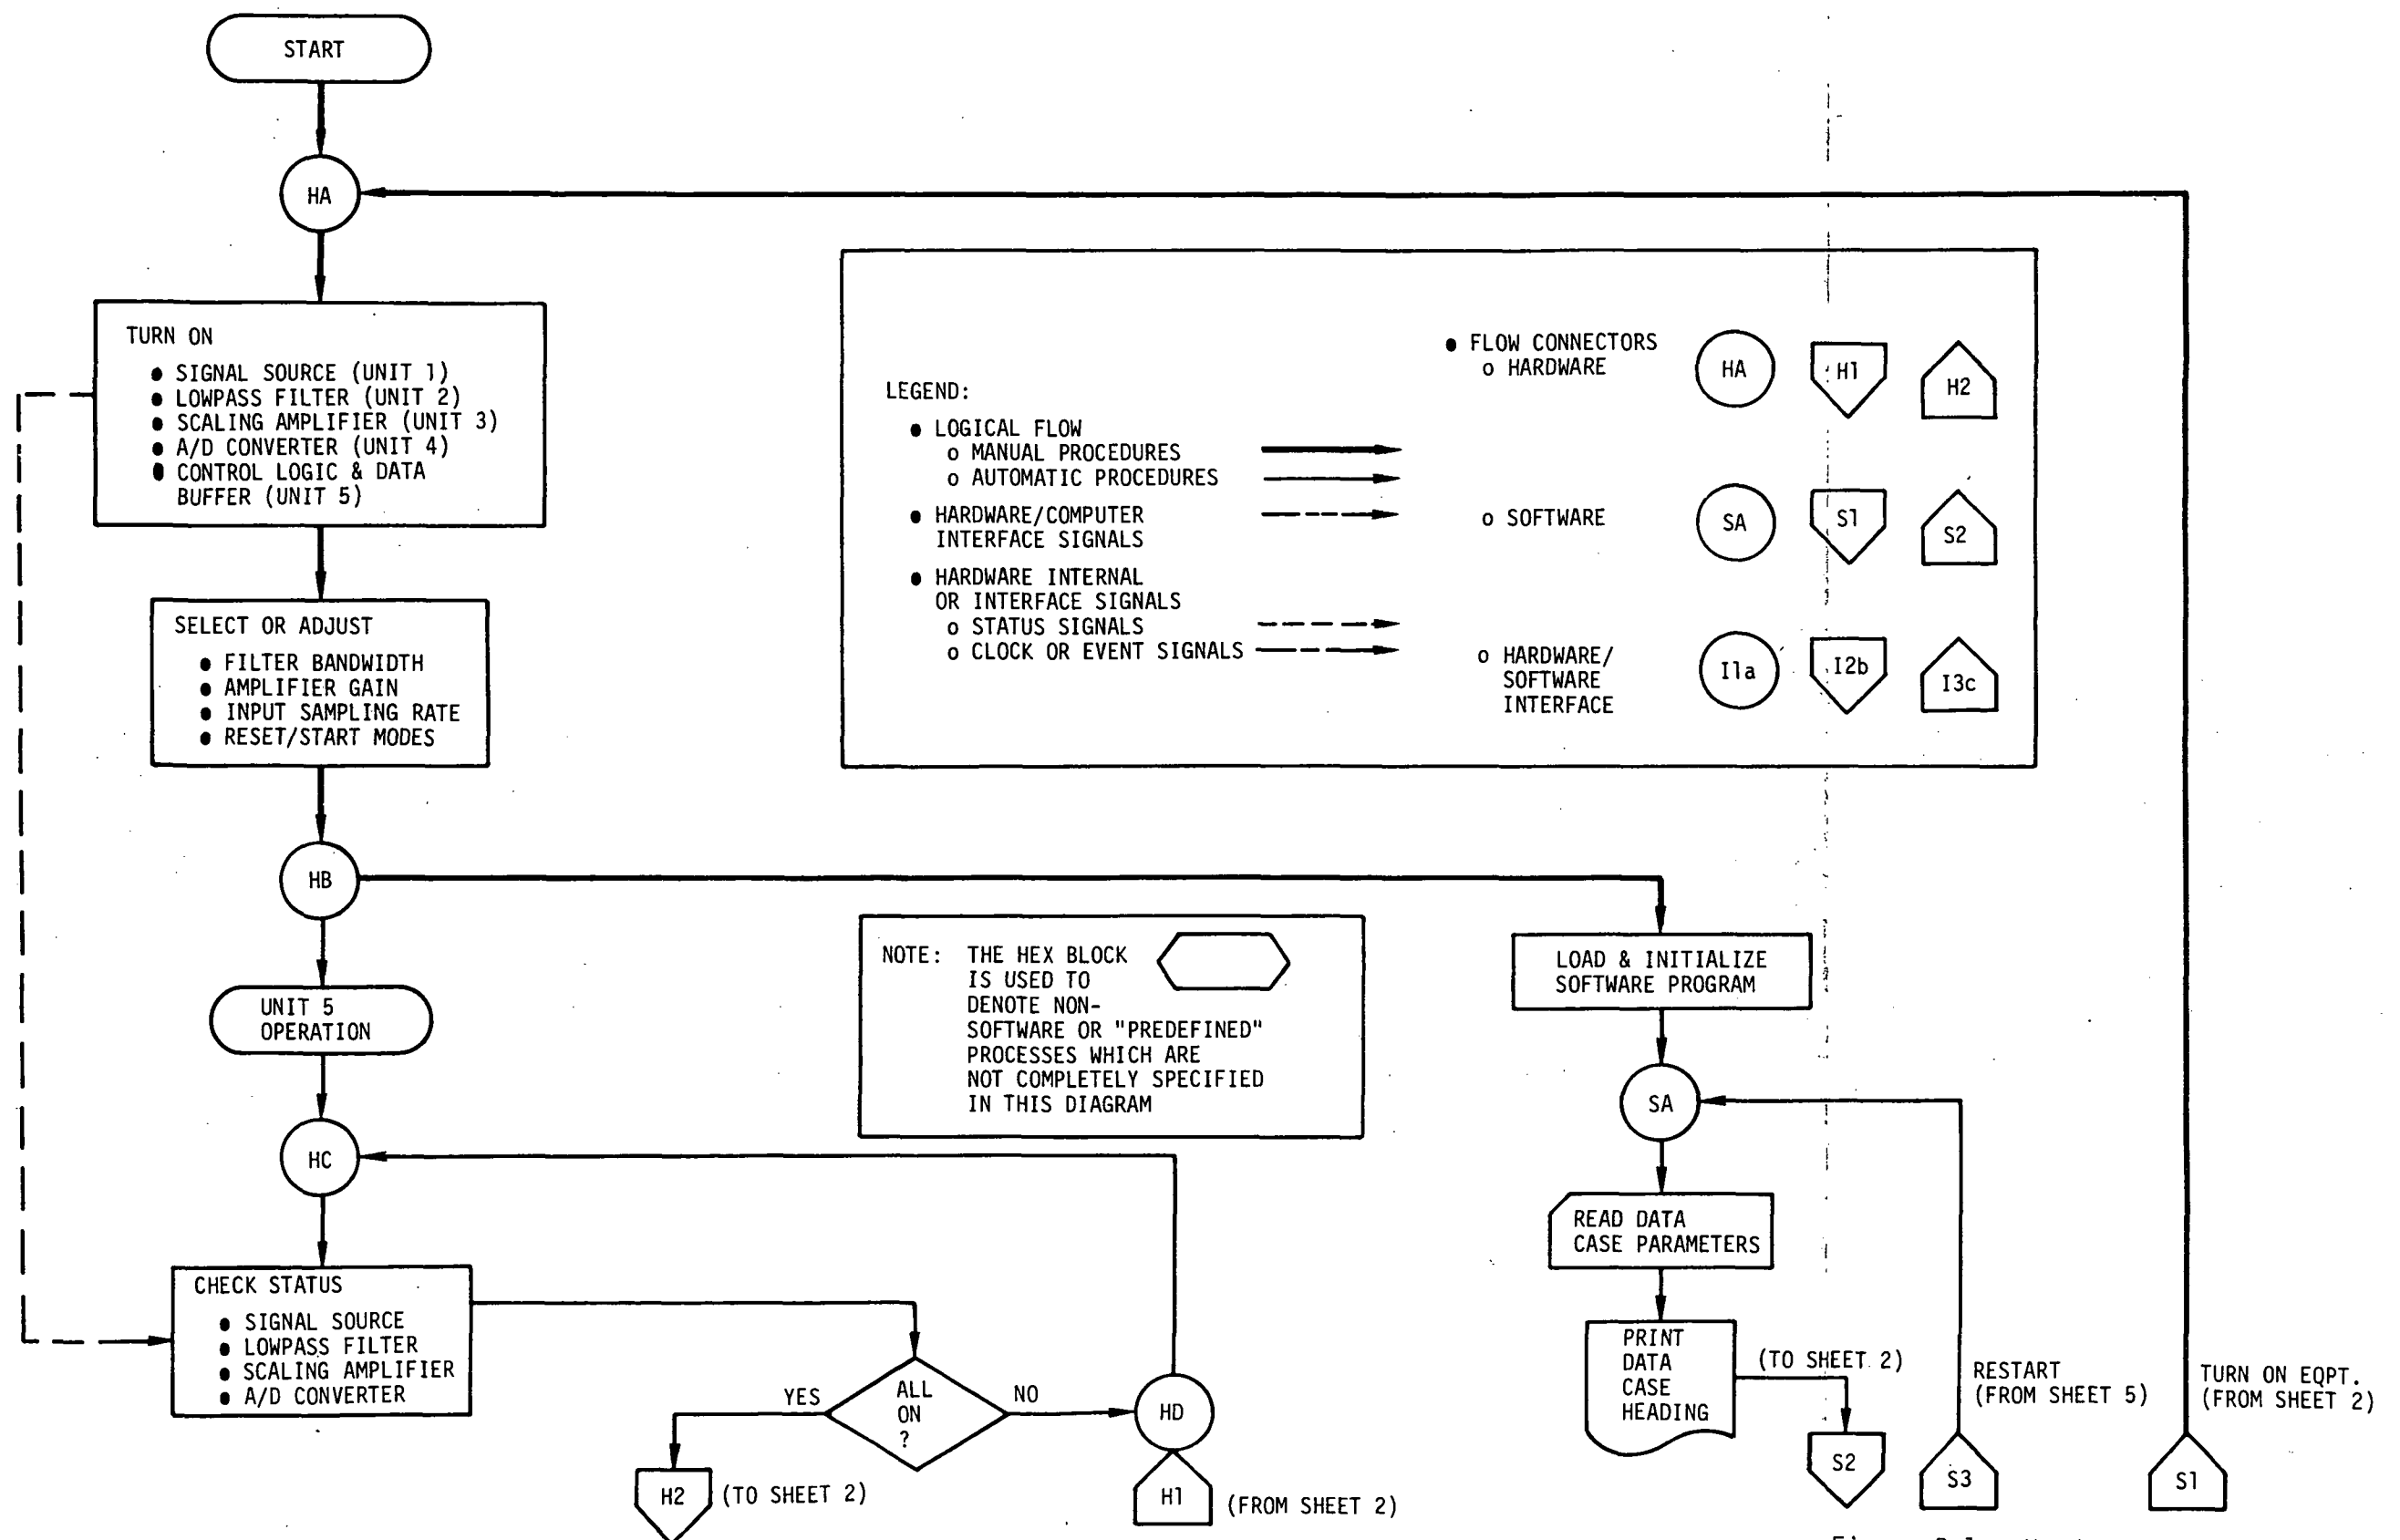 START
HA
TURN ON
● SIGNAL SOURCE (UNIT 1)
● LOWPASS FILTER (UNIT 2)
● SCALING AMPLIFIER (UNIT 3)
● A/D CONVERTER (UNIT 4)
● CONTROL LOGIC & DATA
BUFFER (UNIT 5)
SELECT OR ADJUST
● FILTER BANDWIDTH
● AMPLIFIER GAIN
● INPUT SAMPLING RATE
● RESET/START MODES
LEGEND:
● LOGICAL FLOW
o MANUAL PROCEDURES
o AUTOMATIC PROCEDURES
● HARDWARE/COMPUTER
INTERFACE SIGNALS
● HARDWARE INTERNAL
OR INTERFACE SIGNALS
o STATUS SIGNALS
o CLOCK OR EVENT SIGNALS
● FLOW CONNECTORS
o HARDWARE
HA
H1
H2
o SOFTWARE
SA
S1
S2
o HARDWARE/
SOFTWARE
INTERFACE
I1a
I2b
I3c
HB
UNIT 5
OPERATION
HC
CHECK STATUS
● SIGNAL SOURCE
● LOWPASS FILTER
● SCALING AMPLIFIER
● A/D CONVERTER
NOTE: THE HEX BLOCK
IS USED TO
DENOTE NON-
SOFTWARE OR "PREDEFINED"
PROCESSES WHICH ARE
NOT COMPLETELY SPECIFIED
IN THIS DIAGRAM
ALL
ON
?
YES
NO
H2
(TO SHEET 2)
HD
H1
(FROM SHEET 2)
LOAD & INITIALIZE
SOFTWARE PROGRAM
SA
READ DATA
CASE PARAMETERS
PRINT
DATA
CASE
HEADING
(TO SHEET 2)
S2
RESTART
(FROM SHEET 5)
S3
TURN ON EQPT.
(FROM SHEET 2)
S1